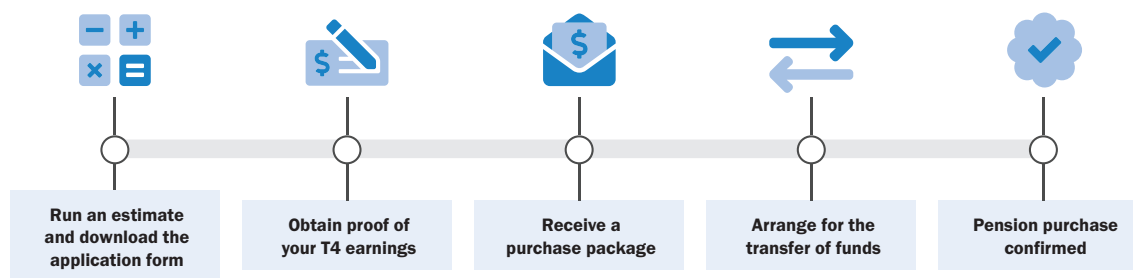 Run an estimate
and download the
application form
Obtain proof of
your T4 earnings
Receive a
purchase package
Arrange for the
transfer of funds
Pension purchase
confirmed